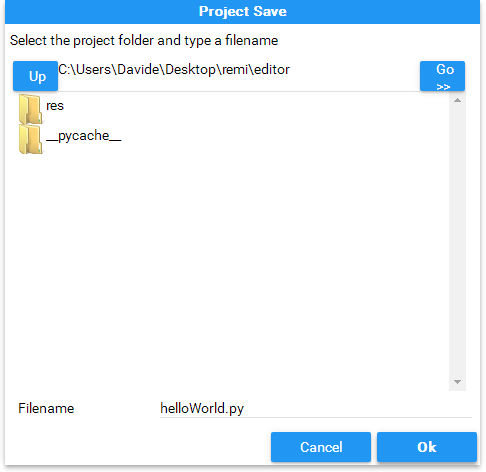 Project Save
Select the project folder and type a filename
Up C:\Users\Davide\Desktop\remi\editor Go >>
res
__pycache__
Filename helloWorld.py
Cancel Ok